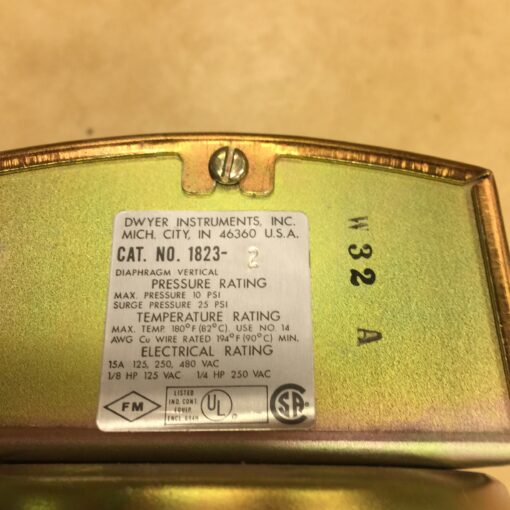 DWYER INSTRUMENTS, INC.
MICH. CITY, IN 46360 U.S.A.
CAT. NO. 1823- 2
DIAPHRAGM VERTICAL
PRESSURE RATING
MAX. PRESSURE 10 PSI
SURGE PRESSURE 25 PSI
TEMPERATURE RATING
MAX. TEMP. 180°F (82°C). USE NO. 14
AWG Cu WIRE RATED 194°F (90°C) MIN.
ELECTRICAL RATING
15A 125, 250, 480 VAC
1/8 HP 125 VAC 1/4 HP 250 VAC
FM
LISTED
IND. CONT.
EQUIP.
UL
SA
W 32 A